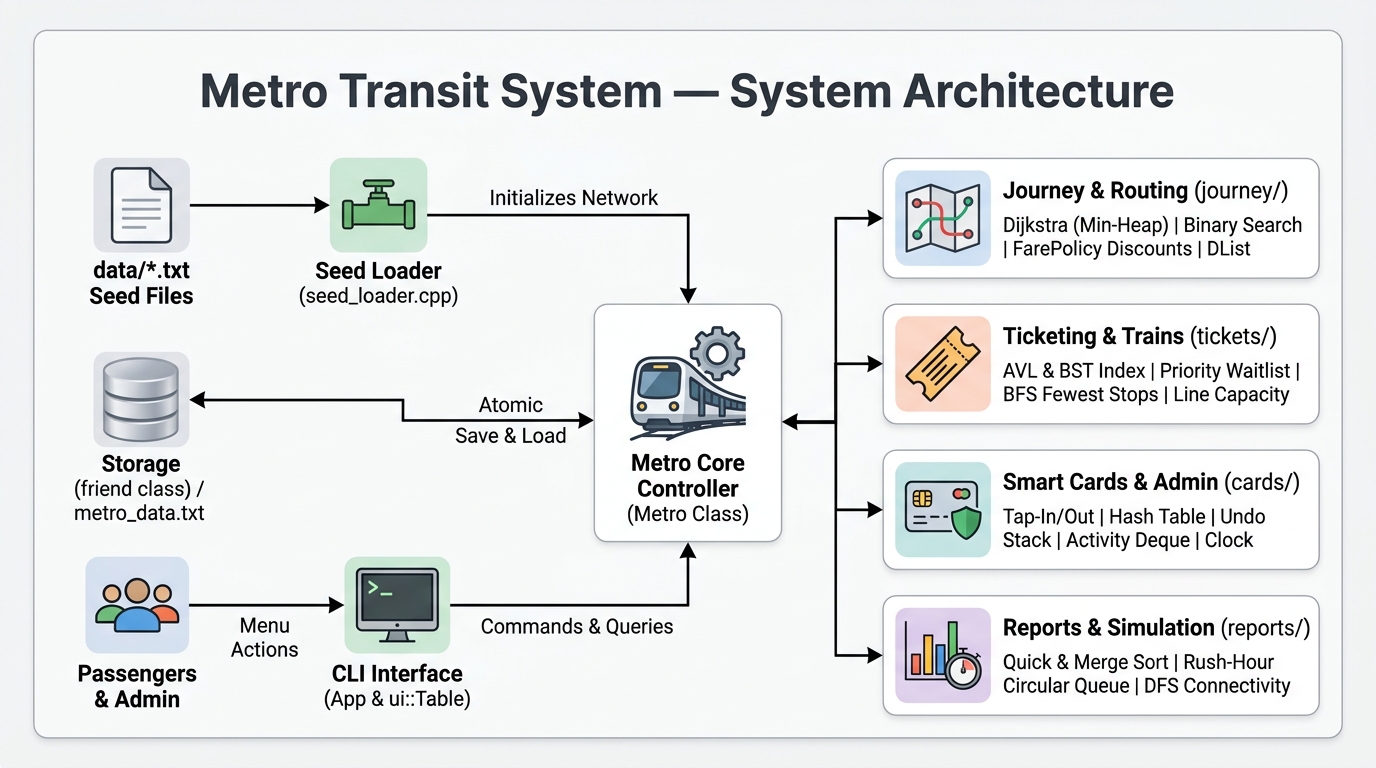 Metro Transit System — System Architecture
data/*.txt
Seed Files
Seed Loader
(seed_loader.cpp)
Initializes Network
Storage
(friend class) /
metro_data.txt
Atomic
Save & Load
Metro Core
Controller
(Metro Class)
Passengers
& Admin
Menu
Actions
>_
CLI Interface
(App & ui::Table)
Commands & Queries
Journey & Routing (journey/)
Dijkstra (Min-Heap) | Binary Search
| FarePolicy Discounts | DList
Ticketing & Trains (tickets/)
AVL & BST Index | Priority Waitlist |
BFS Fewest Stops | Line Capacity
Smart Cards & Admin (cards/)
Tap-In/Out | Hash Table | Undo
Stack | Activity Deque | Clock
Reports & Simulation (reports/)
Quick & Merge Sort | Rush-Hour
Circular Queue | DFS Connectivity